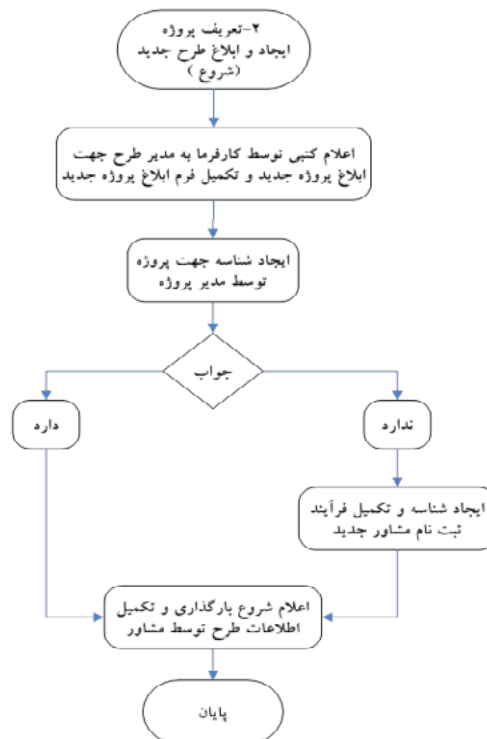 ۲-تعریف پروژه
ایجاد و ابلاغ طرح جدید
(شروع )
اعلام کتبی توسط کارفرما به مدیر طرح جهت
ابلاغ پروژه جدید و تکمیل فرم ابلاغ پروژه جدید
ایجاد شناسه جهت پروژه
توسط مدیر پروژه
جواب
ندارد
دارد
ایجاد شناسه و تکمیل فرآیند
ثبت نام مشاور جدید
اعلام شروع بارگذاری و تکمیل
اطلاعات طرح توسط مشاور
پایان